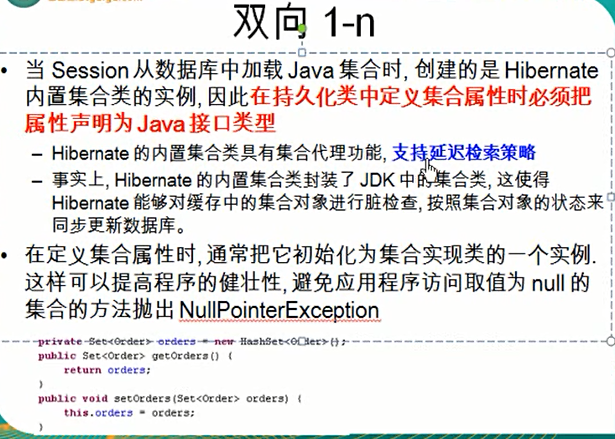 双向 1-n
• 当 Session 从数据库中加载 Java 集合时, 创建的是 Hibernate
内置集合类的实例, 因此在持久化类中定义集合属性时必须把
属性声明为 Java 接口类型
– Hibernate 的内置集合类具有集合代理功能, 支持延迟检索策略
– 事实上, Hibernate 的内置集合类封装了 JDK 中的集合类, 这使得
Hibernate 能够对缓存中的集合对象进行脏检查, 按照集合对象的状态来
同步更新数据库。
• 在定义集合属性时, 通常把它初始化为集合实现类的一个实例.
这样可以提高程序的健壮性, 避免应用程序访问取值为 null 的
集合的方法抛出 NullPointerException
private Set<Order> orders = new HashSet<Order>();
public Set<Order> getOrders() {
return orders;
}
public void setOrders(Set<Order> orders) {
this.orders = orders;
}